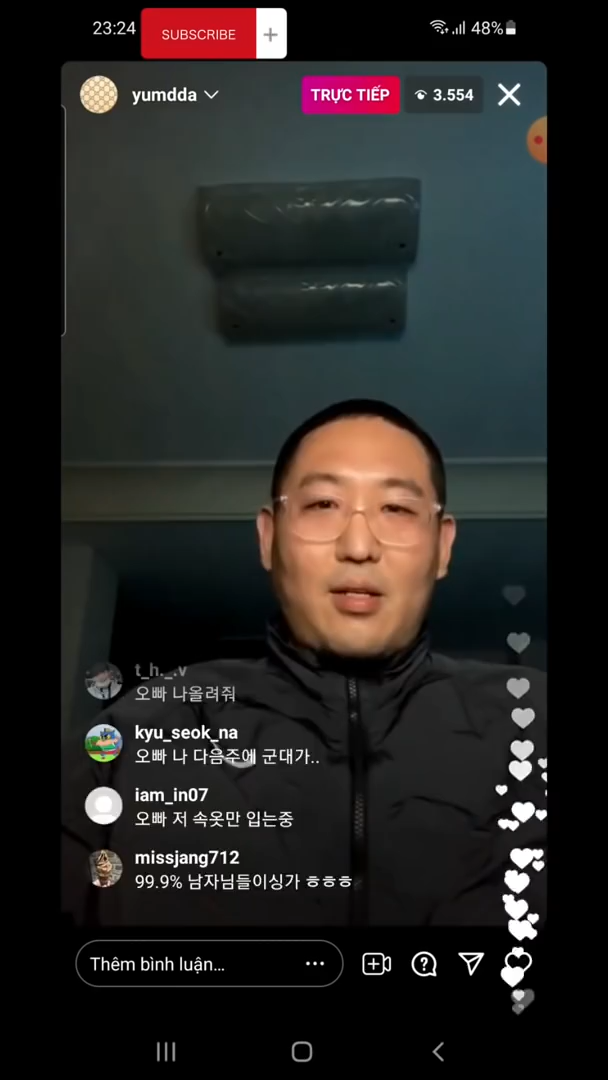 23:24
SUBSCRIBE
+
48%
yumdda
TRỰC TIẾP
3.554
t_h._.v
오빠 나올려줘
kyu_seok_na
오빠 나 다음주에 군대가..
iam_in07
오빠 저 속옷만 입는중
missjang712
99.9% 남자님들이싱가 ㅎㅎㅎ
Thêm bình luận...